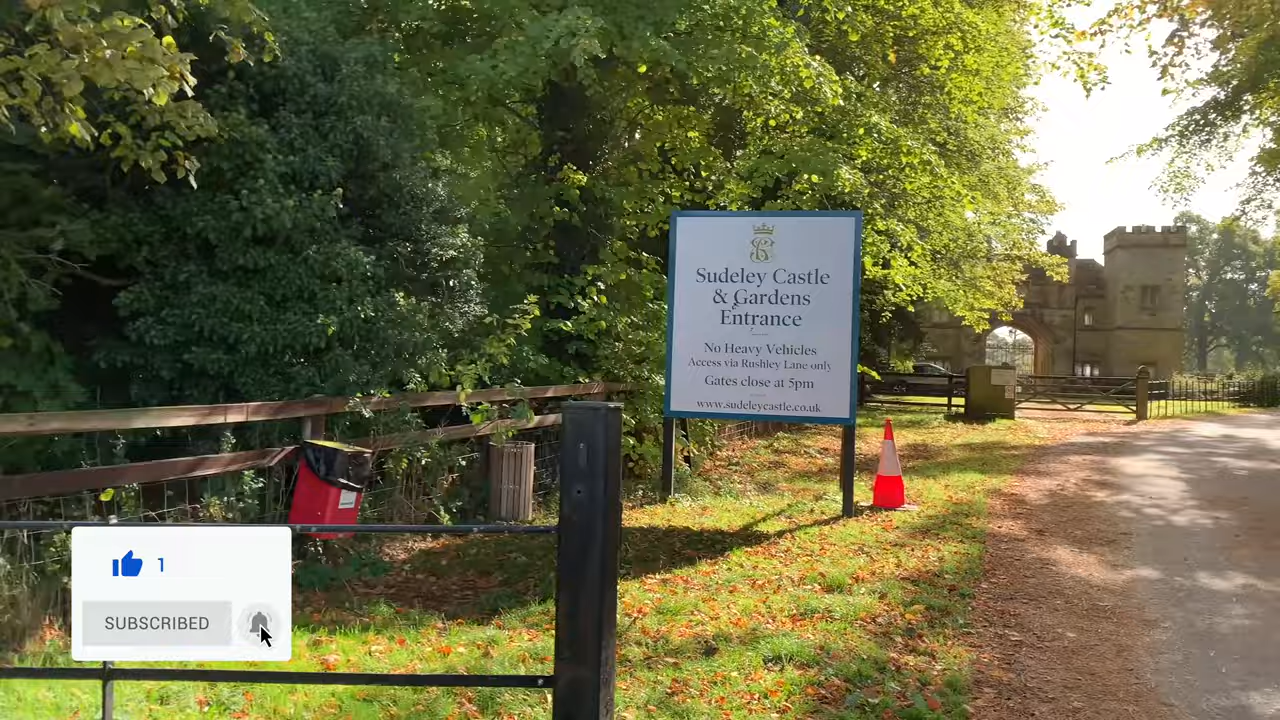 Sudeley Castle
& Gardens
Entrance
No Heavy Vehicles
Access via Rushley Lane only
Gates close at 5pm
www.sudeleycastle.co.uk
1
SUBSCRIBED